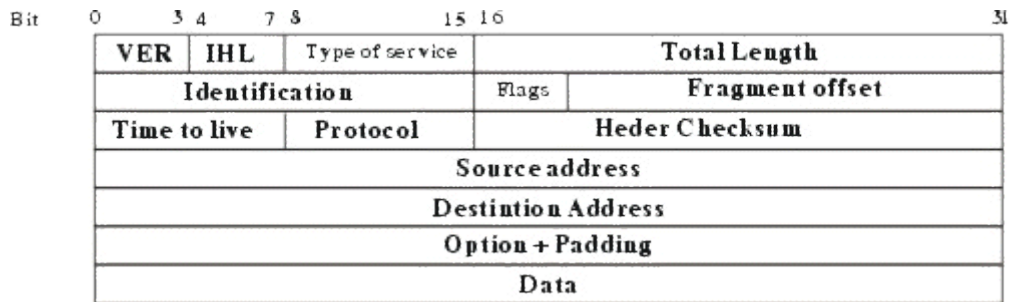 Bit 0 3 4 7 8 15 16 31
VER IHL Type of service Total Length
Identification Flags Fragment offset
Time to live Protocol Heder Checksum
Source address
Destintion Address
Option + Padding
Data